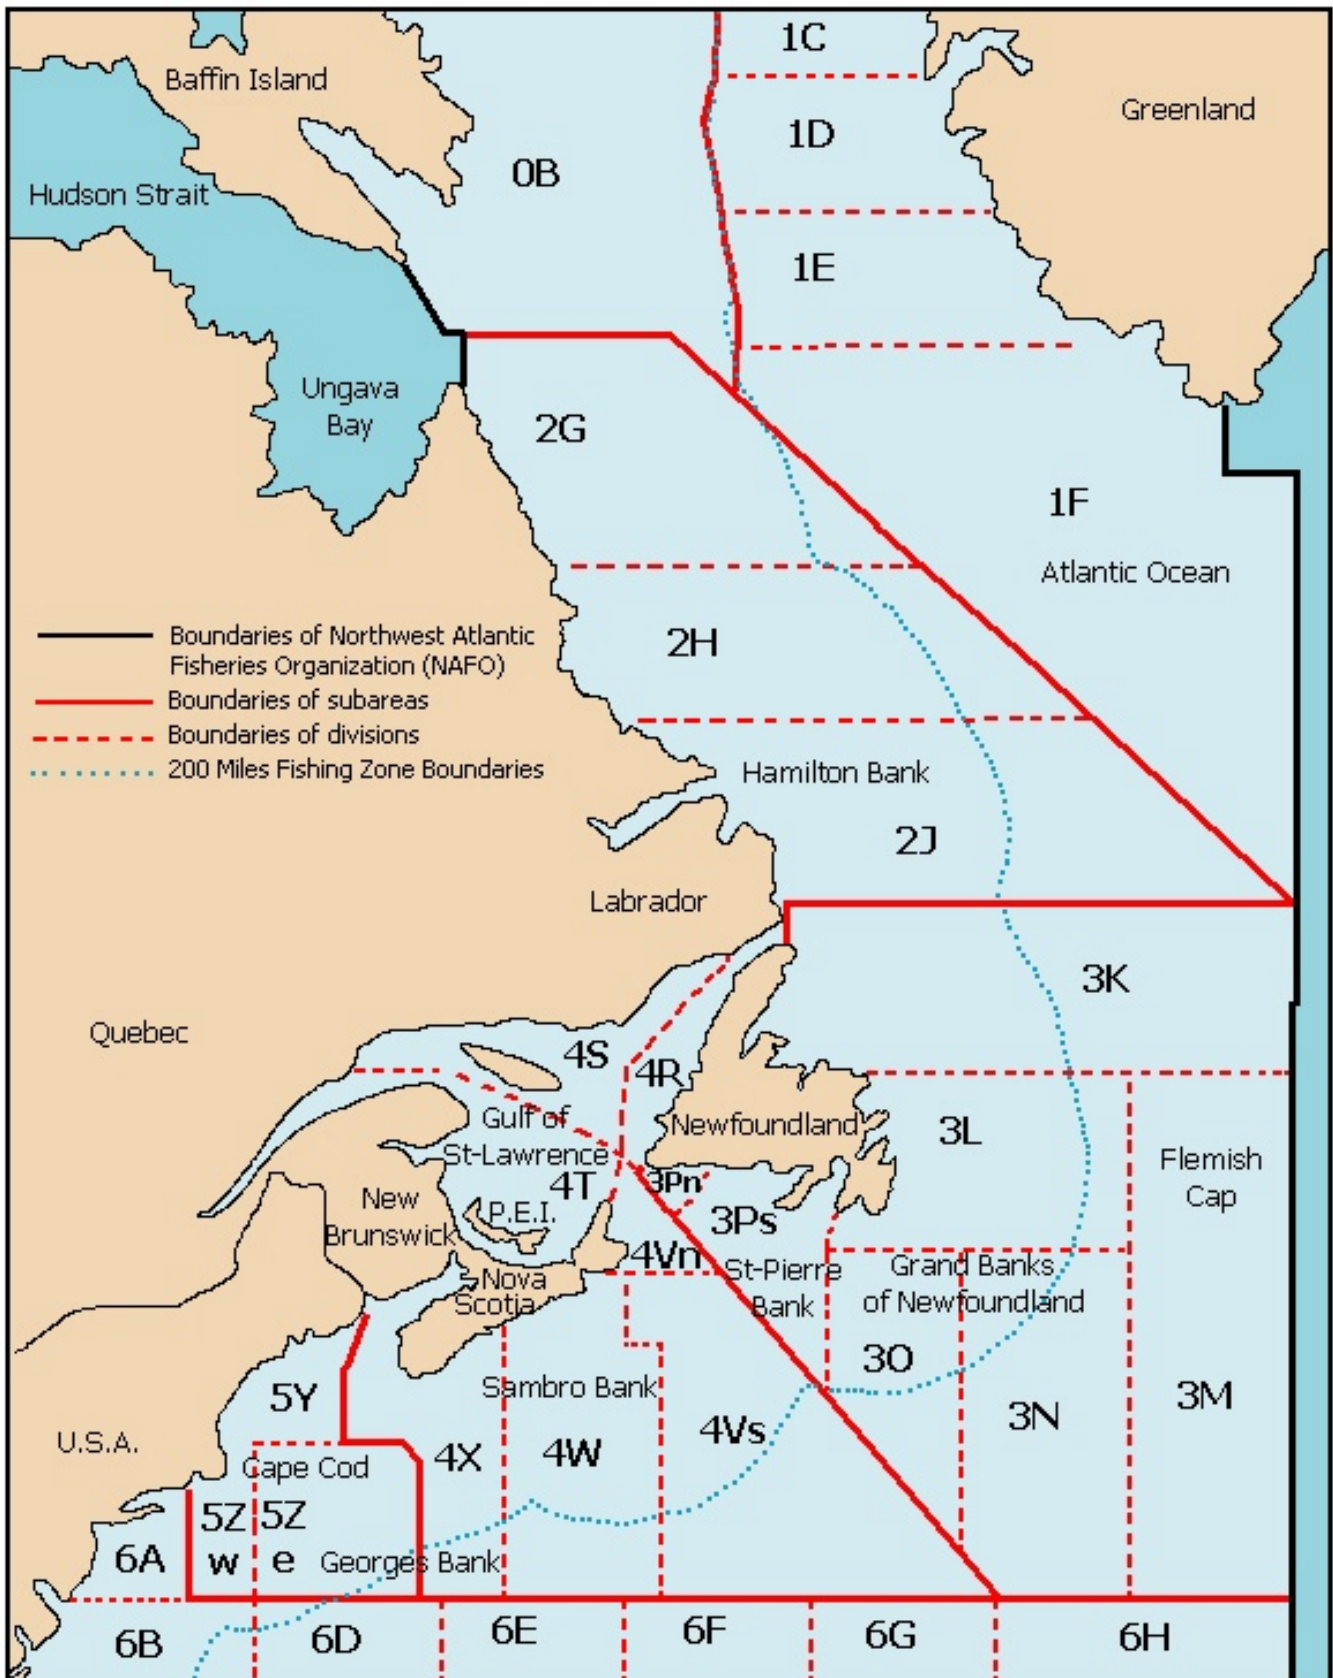 1C
Baffin Island
Greenland
1D
0B
Hudson Strait
1E
Ungava
Bay
2G
1F
Atlantic Ocean
Boundaries of Northwest Atlantic
Fisheries Organization (NAFO)
2H
Boundaries of subareas
Boundaries of divisions
200 Miles Fishing Zone Boundaries
Hamilton Bank
2J
Labrador
3K
Quebec
4S
4R
Gulf of
St-Lawrence
Newfoundland
3L
Flemish
Cap
4T
3Pn
New
Brunswick
P.E.I.
3Ps
4Vn
St-Pierre
Bank
Grand Banks
of Newfoundland
Nova
Scotia
3O
5Y
Sambro Bank
3M
3N
4Vs
U.S.A.
4X
4W
Cape Cod
5Z
w
5Z
e
6A
Georges Bank
6B
6D
6E
6F
6G
6H